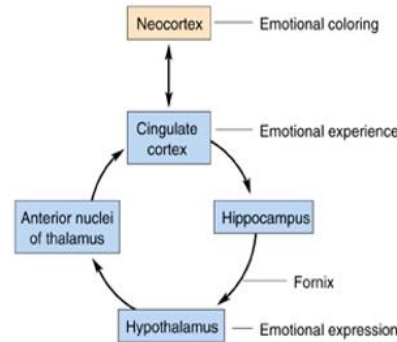 Neocortex
Emotional coloring
Cingulate
cortex
Emotional experience
Anterior nuclei
of thalamus
Hippocampus
Fornix
Hypothalamus
Emotional expression